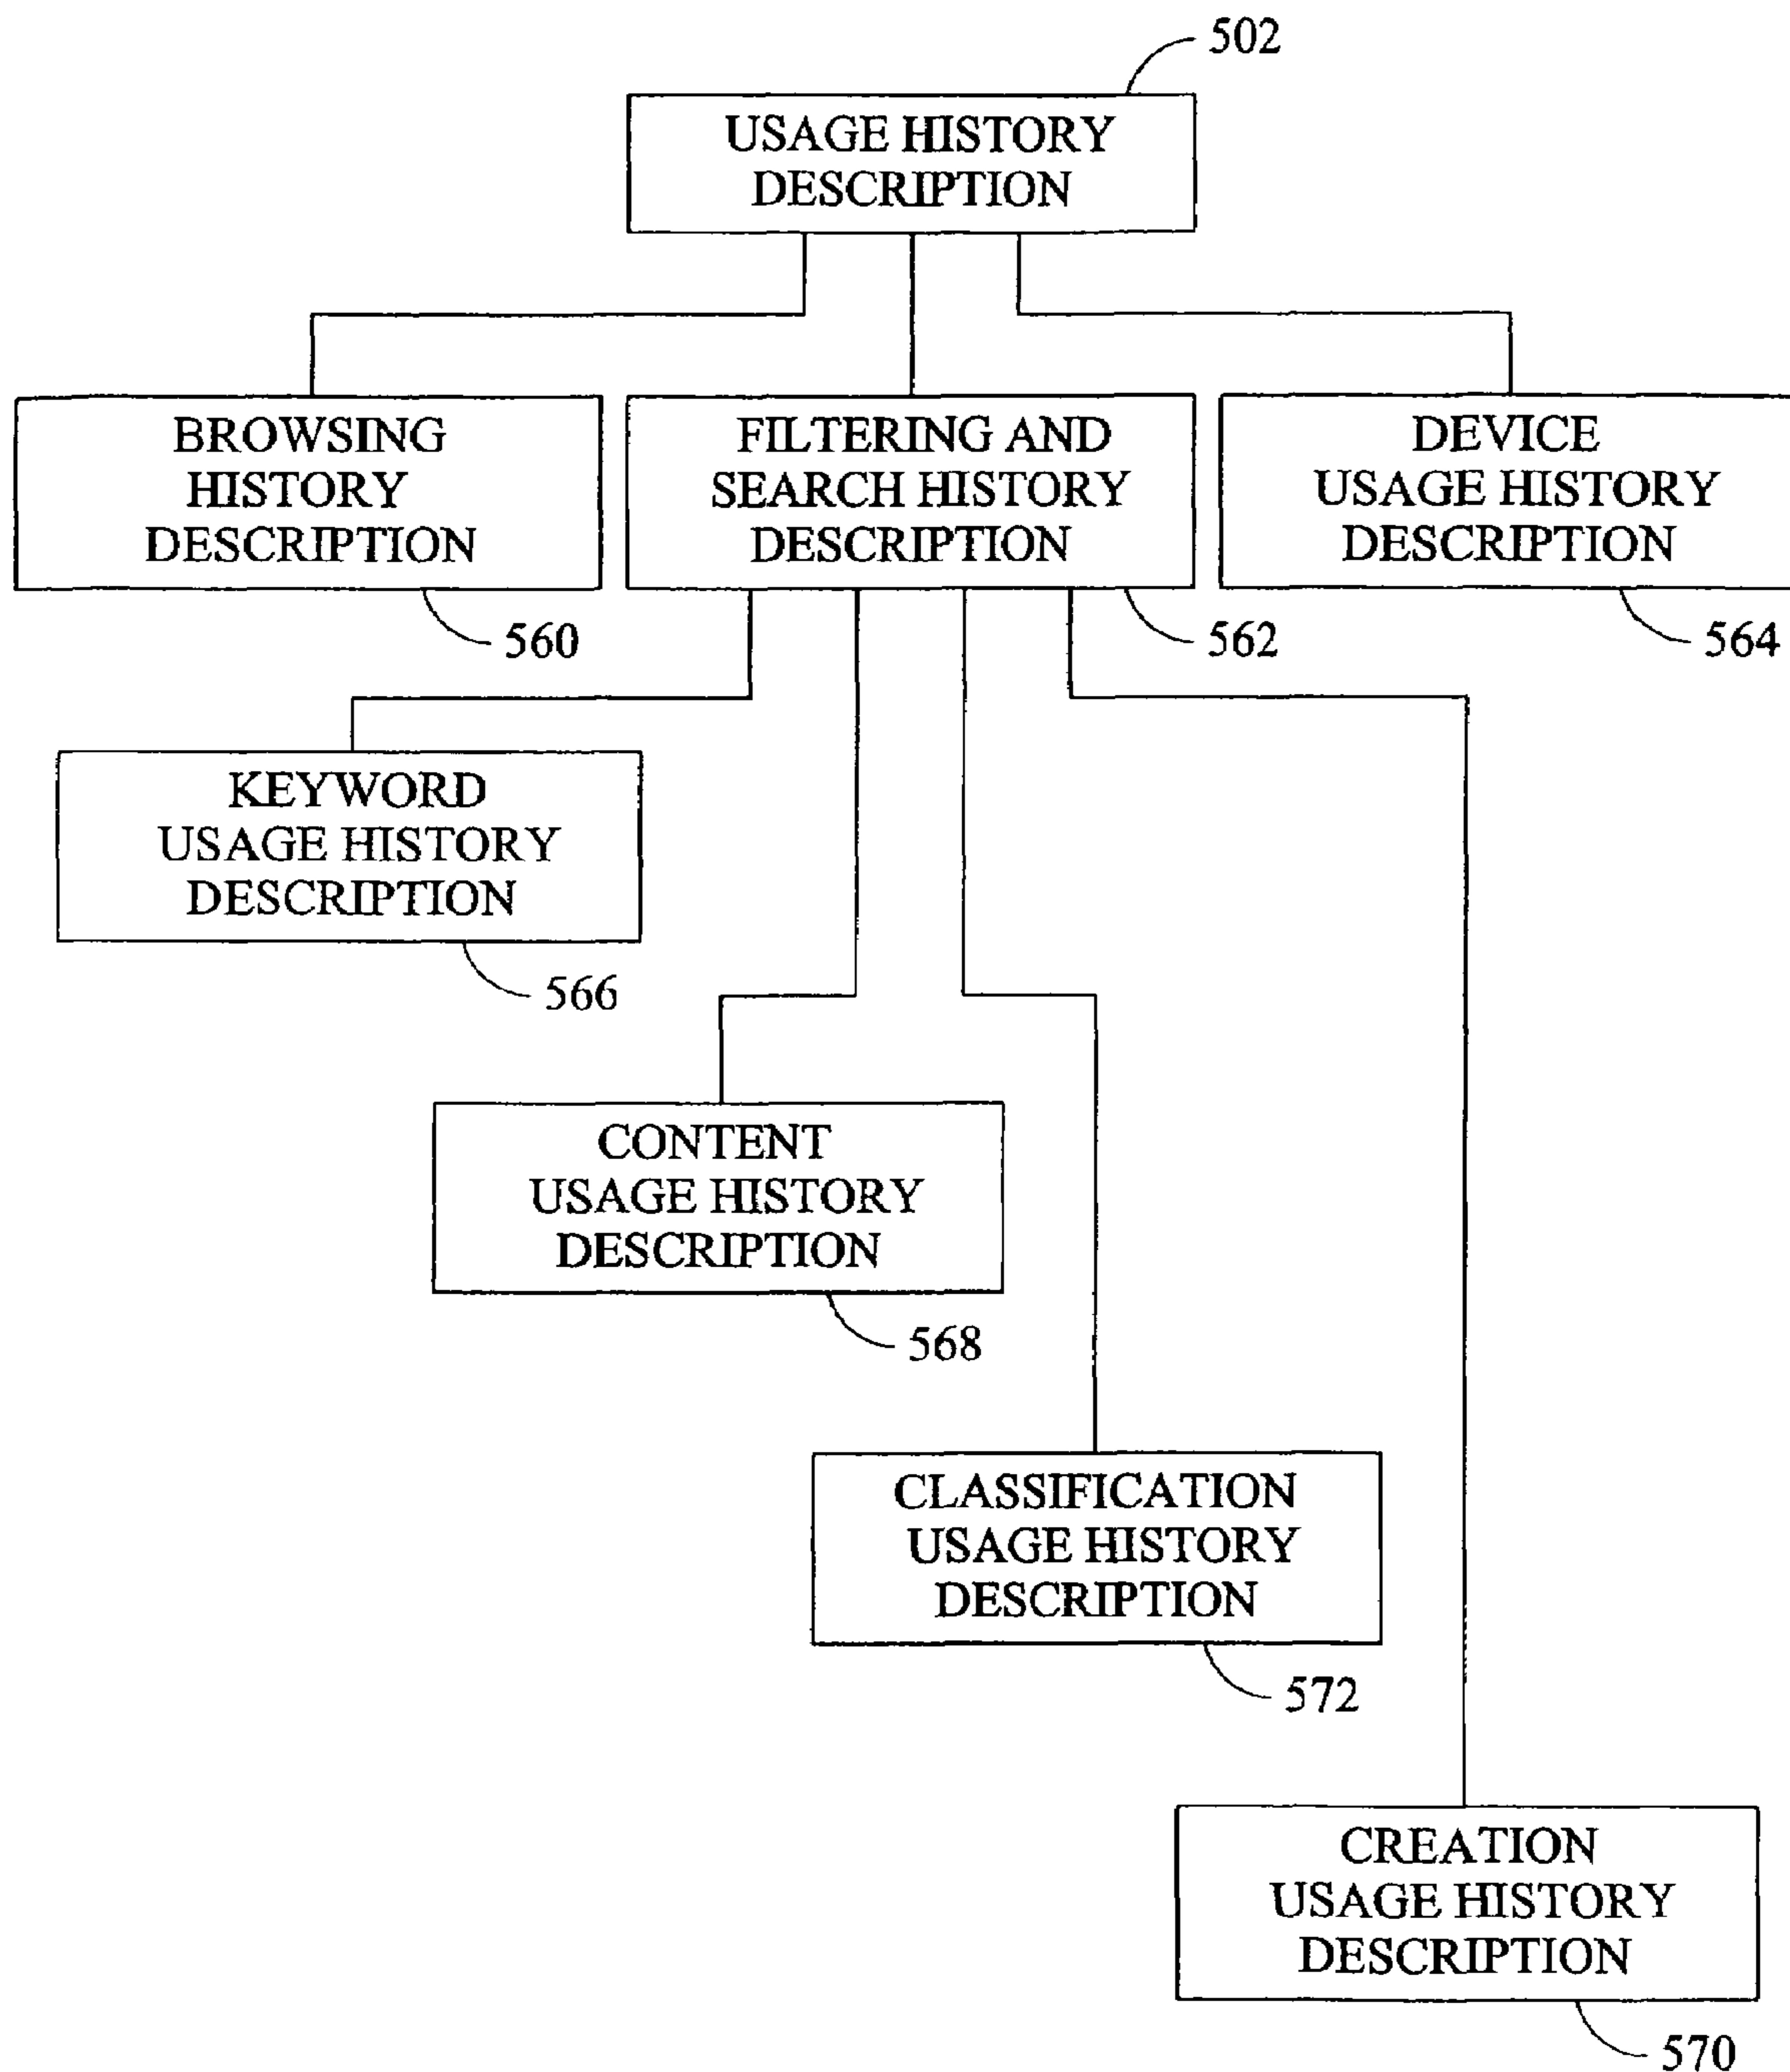 502
USAGE HISTORY
DESCRIPTION
BROWSING
HISTORY
DESCRIPTION
560
FILTERING AND
SEARCH HISTORY
DESCRIPTION
562
DEVICE
USAGE HISTORY
DESCRIPTION
564
KEYWORD
USAGE HISTORY
DESCRIPTION
566
CONTENT
USAGE HISTORY
DESCRIPTION
568
CLASSIFICATION
USAGE HISTORY
DESCRIPTION
572
CREATION
USAGE HISTORY
DESCRIPTION
570